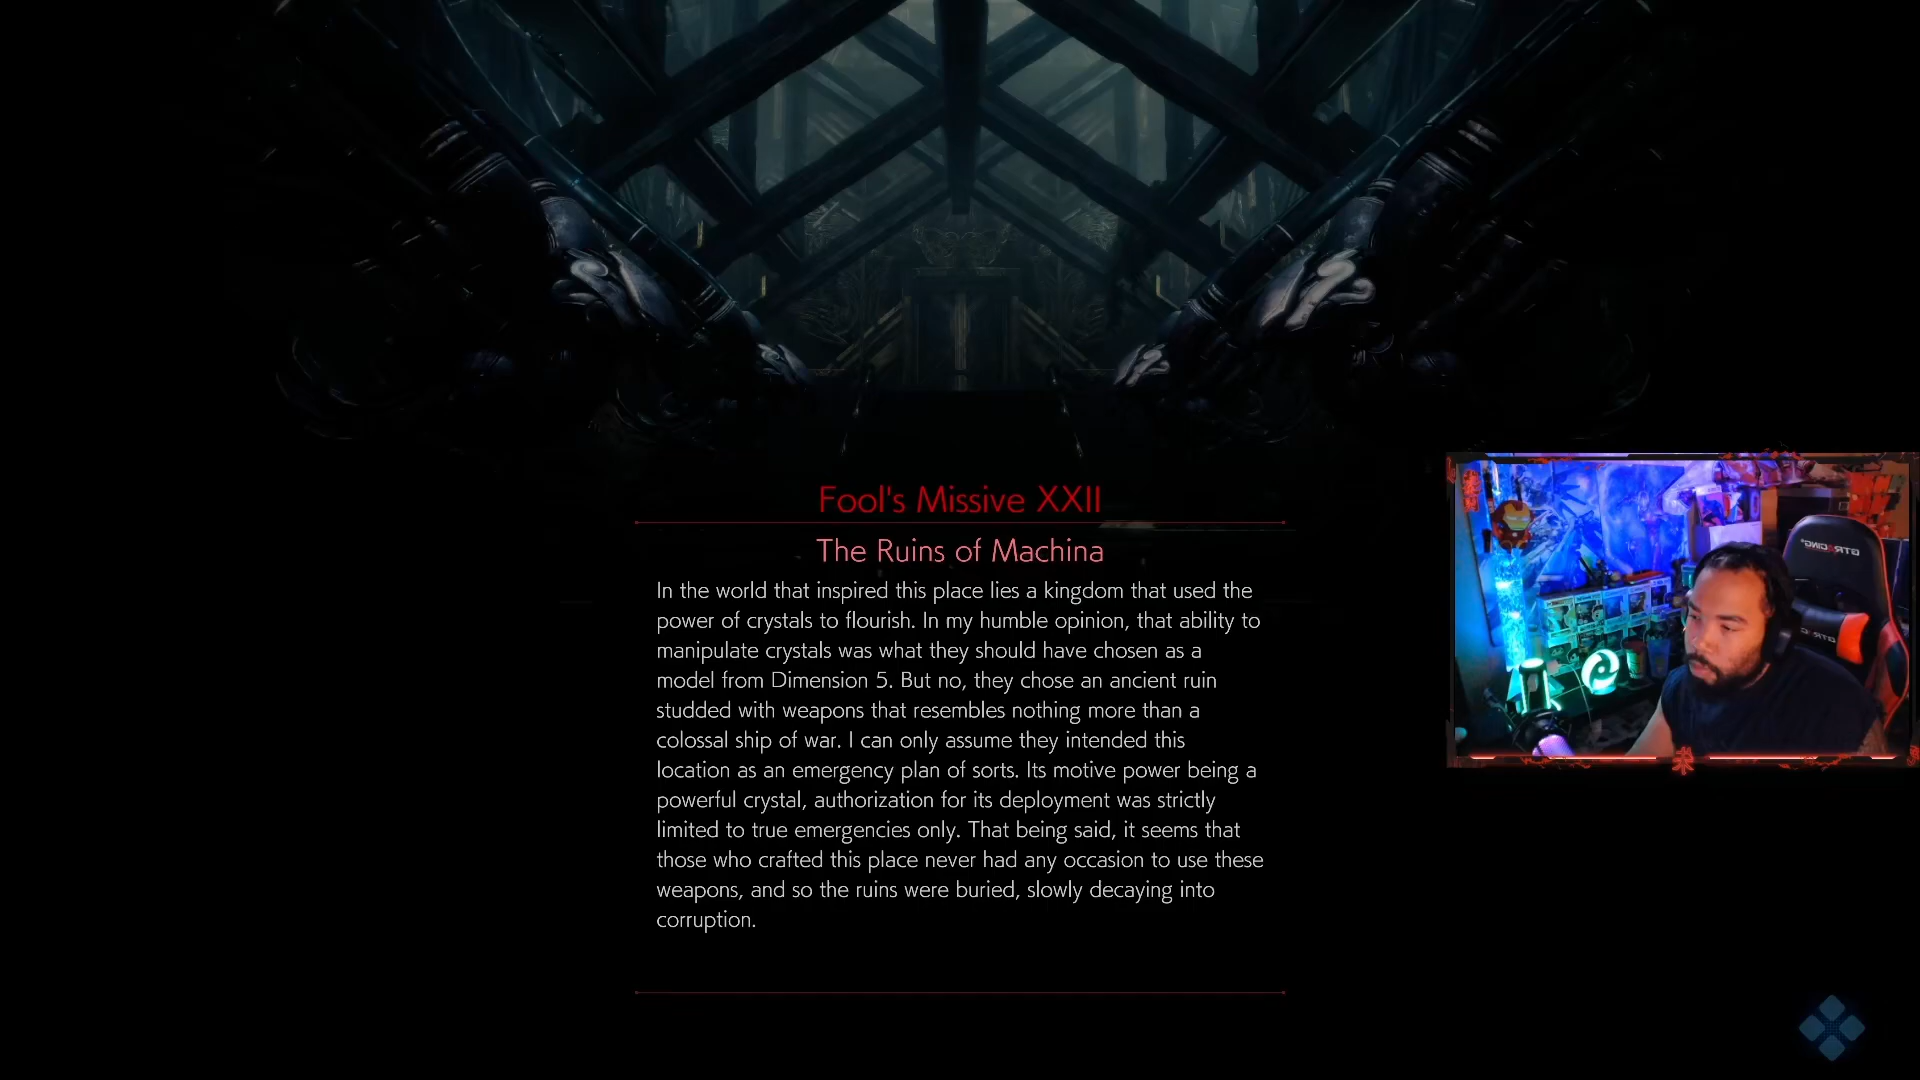 Fool's Missive XXII
The Ruins of Machina
In the world that inspired this place lies a kingdom that used the
power of crystals to flourish. In my humble opinion, that ability to
manipulate crystals was what they should have chosen as a
model from Dimension 5. But no, they chose an ancient ruin
studded with weapons that resembles nothing more than a
colossal ship of war. I can only assume they intended this
location as an emergency plan of sorts. Its motive power being a
powerful crystal, authorization for its deployment was strictly
limited to true emergencies only. That being said, it seems that
those who crafted this place never had any occasion to use these
weapons, and so the ruins were buried, slowly decaying into
corruption.